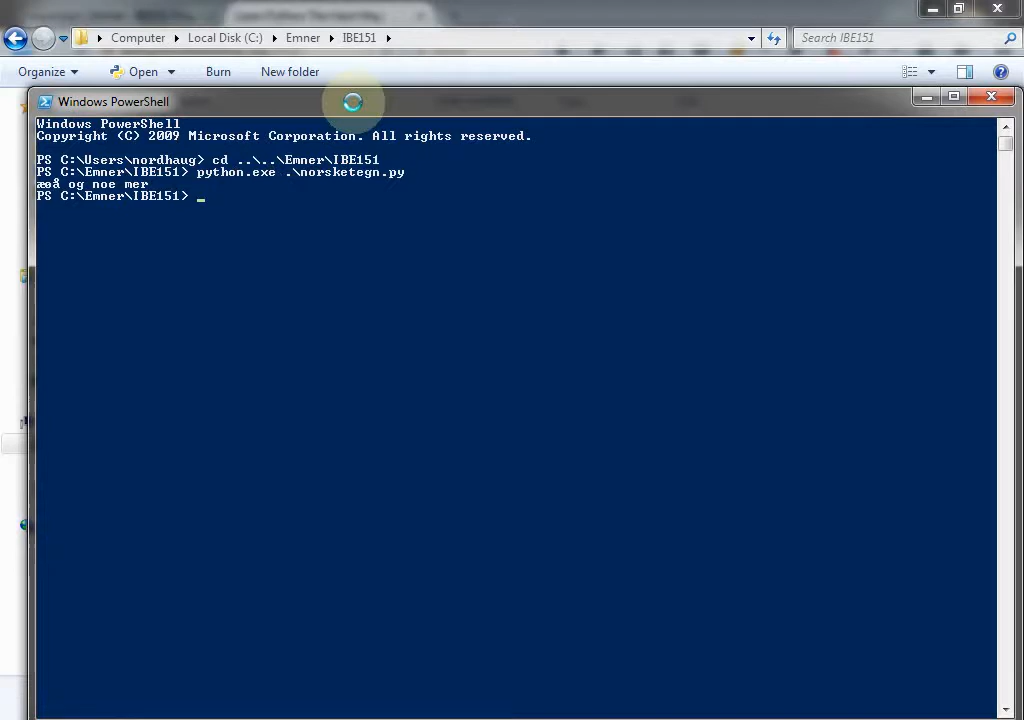 Computer Local Disk (C:) Emner IBE151 Search IBE151
Organize Open Burn New folder
Windows PowerShell
Windows PowerShell
Copyright (C) 2009 Microsoft Corporation. All rights reserved.
PS C:\Users\nordhaug> cd ..\..\Emner\IBE151
PS C:\Emner\IBE151> python.exe .\norsketegn.py
æøå og noe mer
PS C:\Emner\IBE151> _